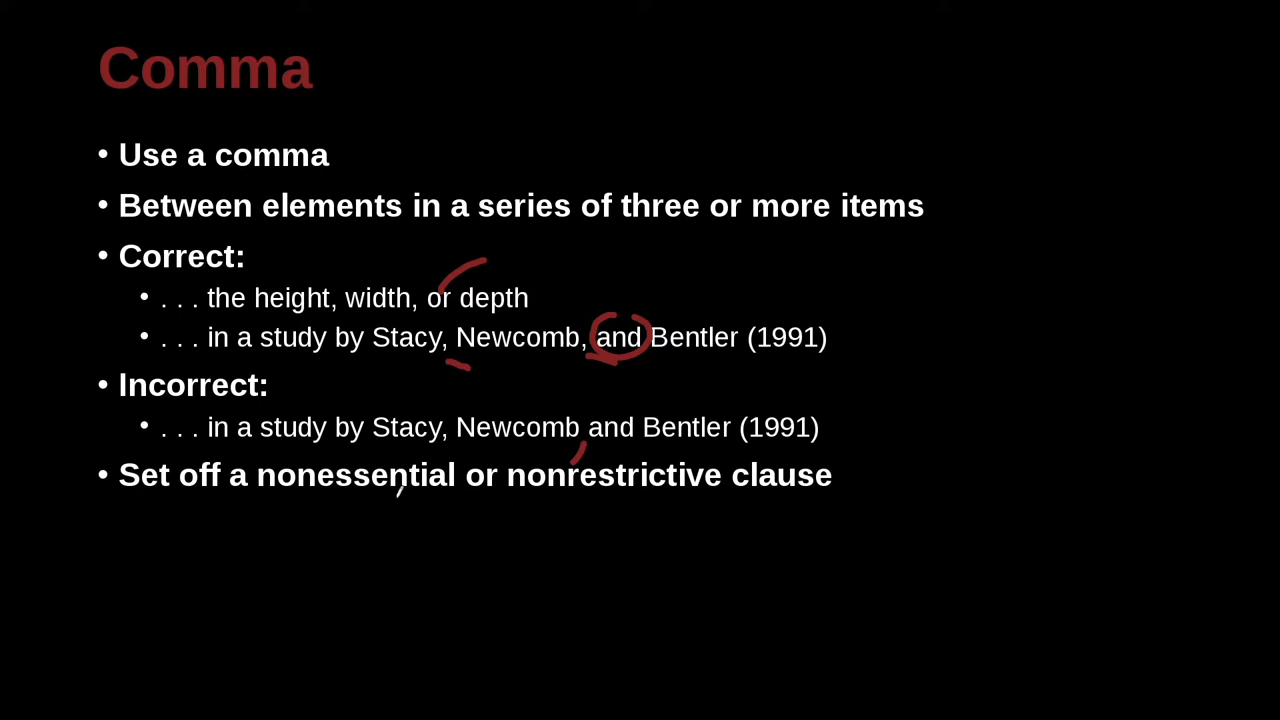 Comma
• Use a comma
• Between elements in a series of three or more items
• Correct:
• . . . the height, width, or depth
• . . . in a study by Stacy, Newcomb, and Bentler (1991)
• Incorrect:
• . . . in a study by Stacy, Newcomb and Bentler (1991)
• Set off a nonessential or nonrestrictive clause